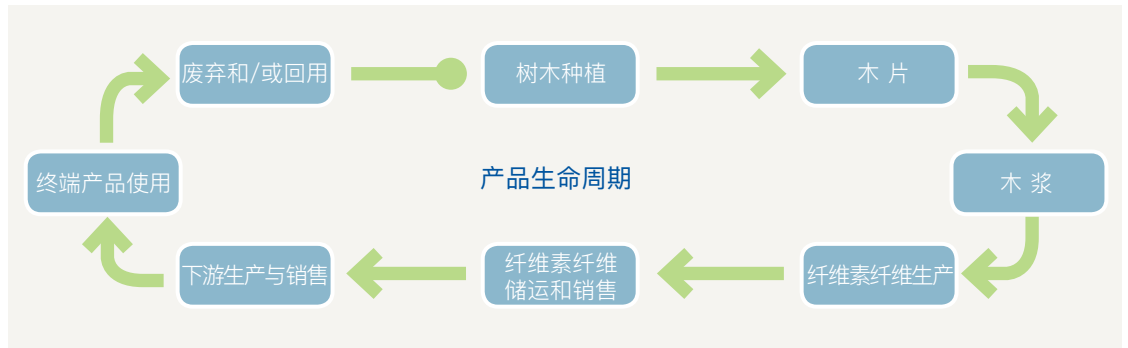 废弃和/或回用
树木种植
木 片
终端产品使用
产品生命周期
木 浆
下游生产与销售
纤维素纤维
储运和销售
纤维素纤维生产